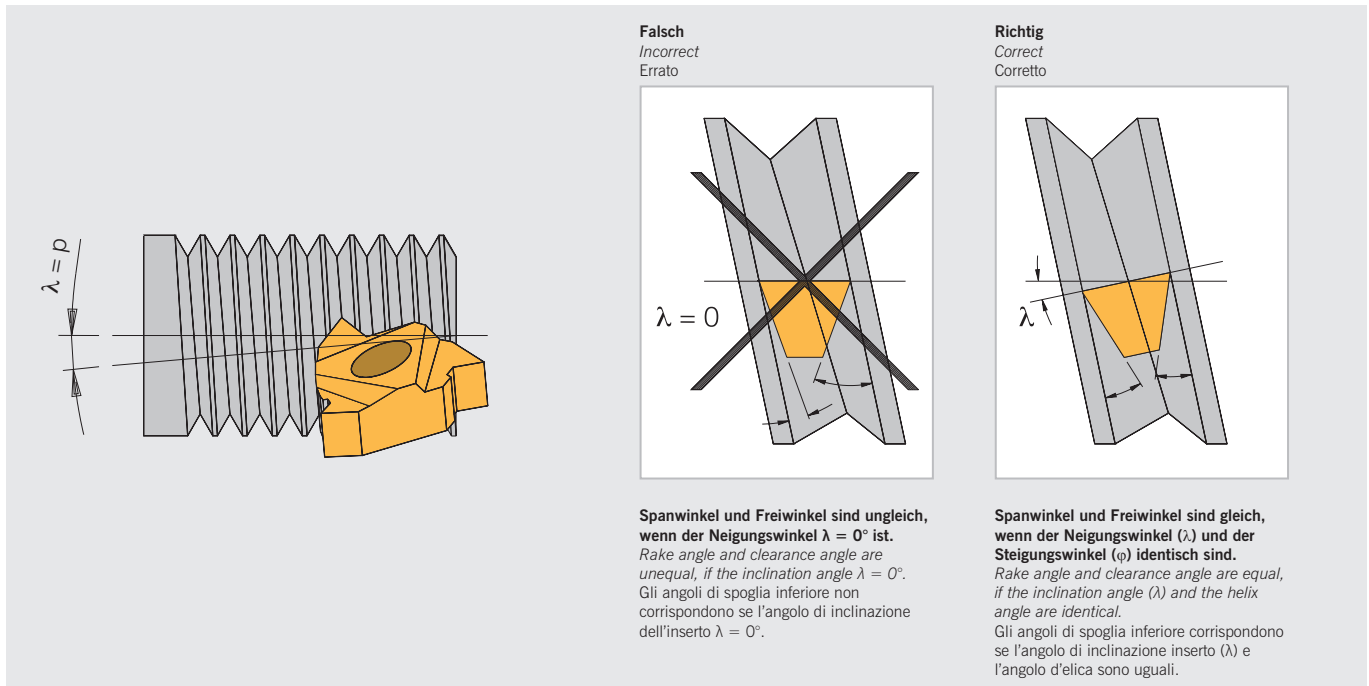 λ = p
Falsch
Incorrect
Errato
λ = 0
Spanwinkel und Freiwinkel sind ungleich,
wenn der Neigungswinkel λ = 0° ist.
Rake angle and clearance angle are
unequal, if the inclination angle λ = 0°.
Gli angoli di spoglia inferiore non
corrispondono se l'angolo di inclinazione
dell'inserto λ = 0°.
Richtig
Correct
Corretto
λ
Spanwinkel und Freiwinkel sind gleich,
wenn der Neigungswinkel (λ) und der
Steigungswinkel (φ) identisch sind.
Rake angle and clearance angle are equal,
if the inclination angle (λ) and the helix
angle are identical.
Gli angoli di spoglia inferiore corrispondono
se l'angolo di inclinazione inserto (λ) e
l'angolo d'elica sono uguali.